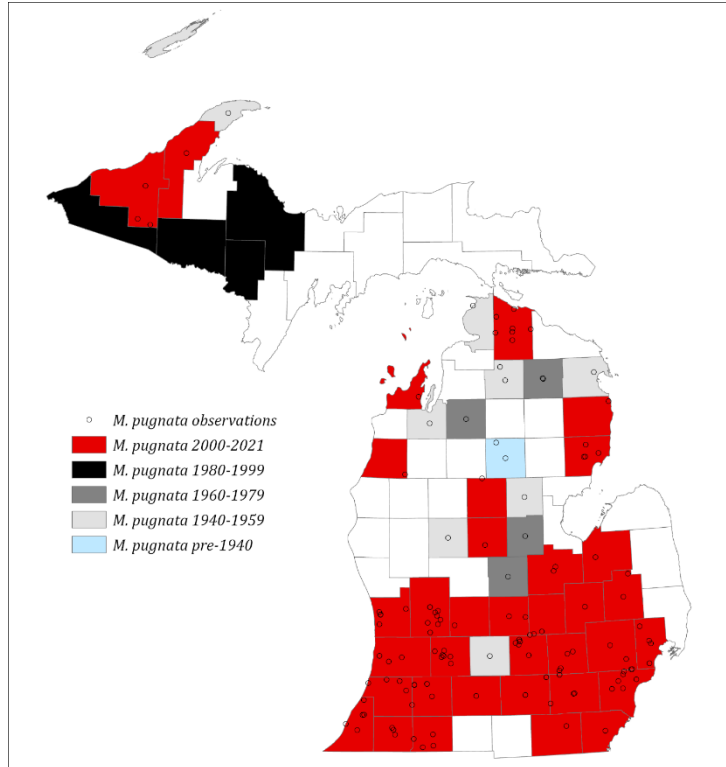 M. pugnata observations
M. pugnata 2000-2021
M. pugnata 1980-1999
M. pugnata 1960-1979
M. pugnata 1940-1959
M. pugnata pre-1940